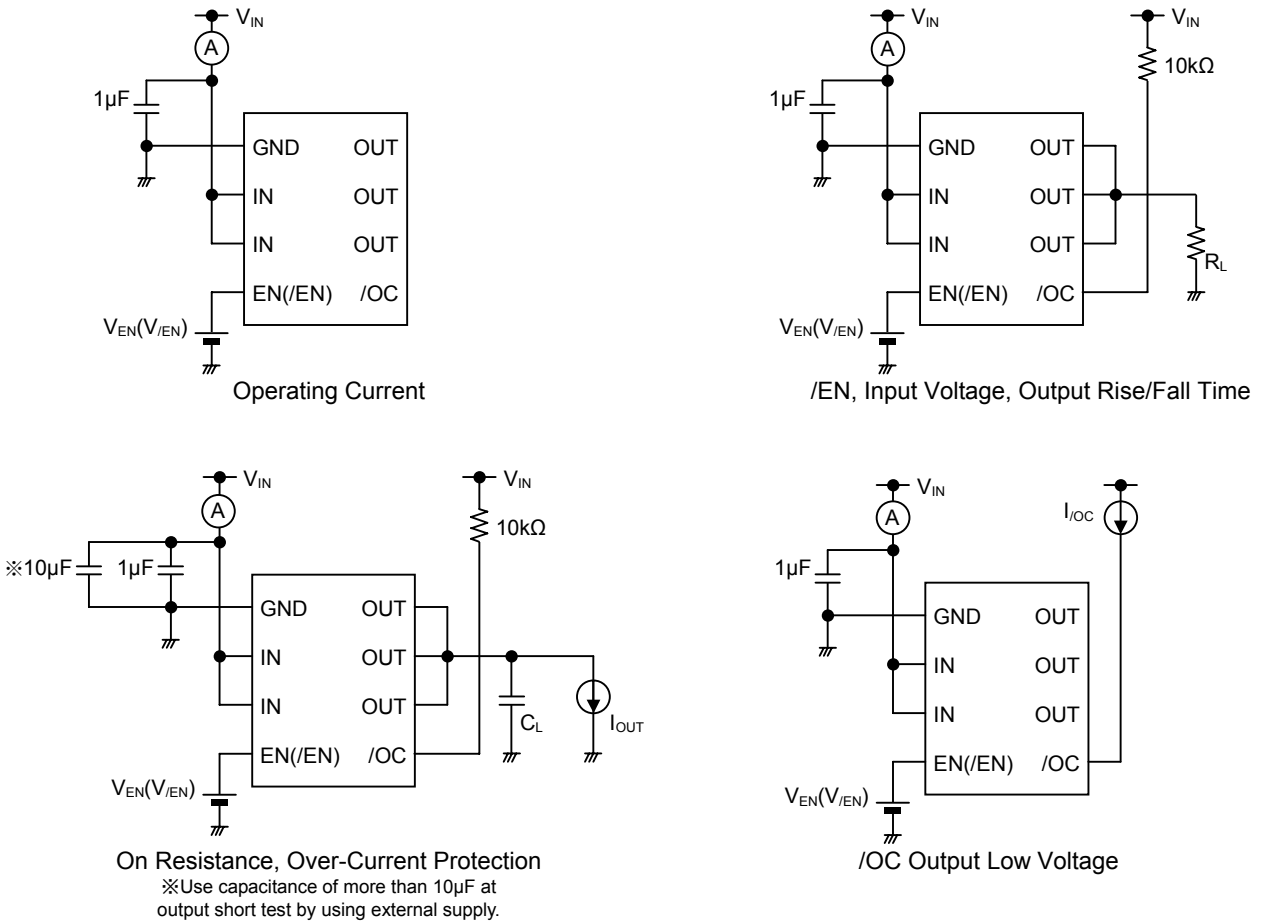 V_IN
A
1µF
GND OUT
IN OUT
IN OUT
EN(/EN) /OC
V_EN(V_/EN)
Operating Current
V_IN
V_IN
A
10kΩ
1µF
GND OUT
IN OUT
IN OUT
R_L
EN(/EN) /OC
V_EN(V_/EN)
/EN, Input Voltage, Output Rise/Fall Time
V_IN
V_IN
A
10kΩ
※10µF 1µF
GND OUT
IN OUT
IN OUT
C_L
I_OUT
EN(/EN) /OC
V_EN(V_/EN)
On Resistance, Over-Current Protection
※Use capacitance of more than 10µF at
output short test by using external supply.
V_IN
A
I_/OC
1µF
GND OUT
IN OUT
IN OUT
EN(/EN) /OC
V_EN(V_/EN)
/OC Output Low Voltage